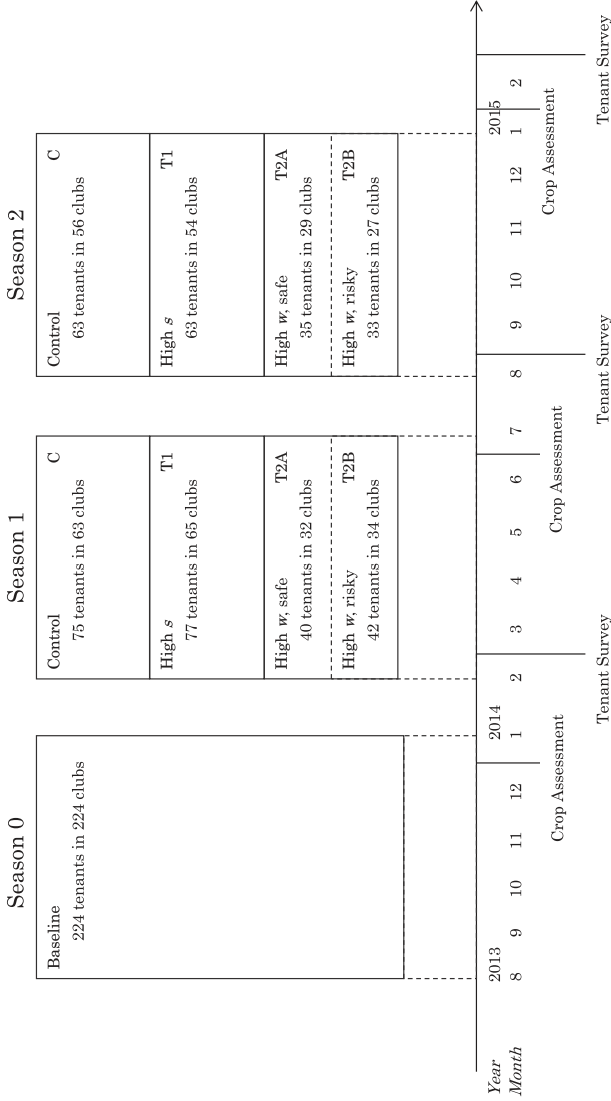 Season 0
Season 1
Season 2
Baseline
224 tenants in 224 clubs
Control C
75 tenants in 63 clubs
High s T1
77 tenants in 65 clubs
High w, safe T2A
40 tenants in 32 clubs
High w, risky T2B
42 tenants in 34 clubs
Control C
63 tenants in 56 clubs
High s T1
63 tenants in 54 clubs
High w, safe T2A
35 tenants in 29 clubs
High w, risky T2B
33 tenants in 27 clubs
Year 2013 2014 2015
Month 8 9 10 11 12 1 2 3 4 5 6 7 8 9 10 11 12 1 2
Crop Assessment Crop Assessment Crop Assessment
Tenant Survey Tenant Survey Tenant Survey